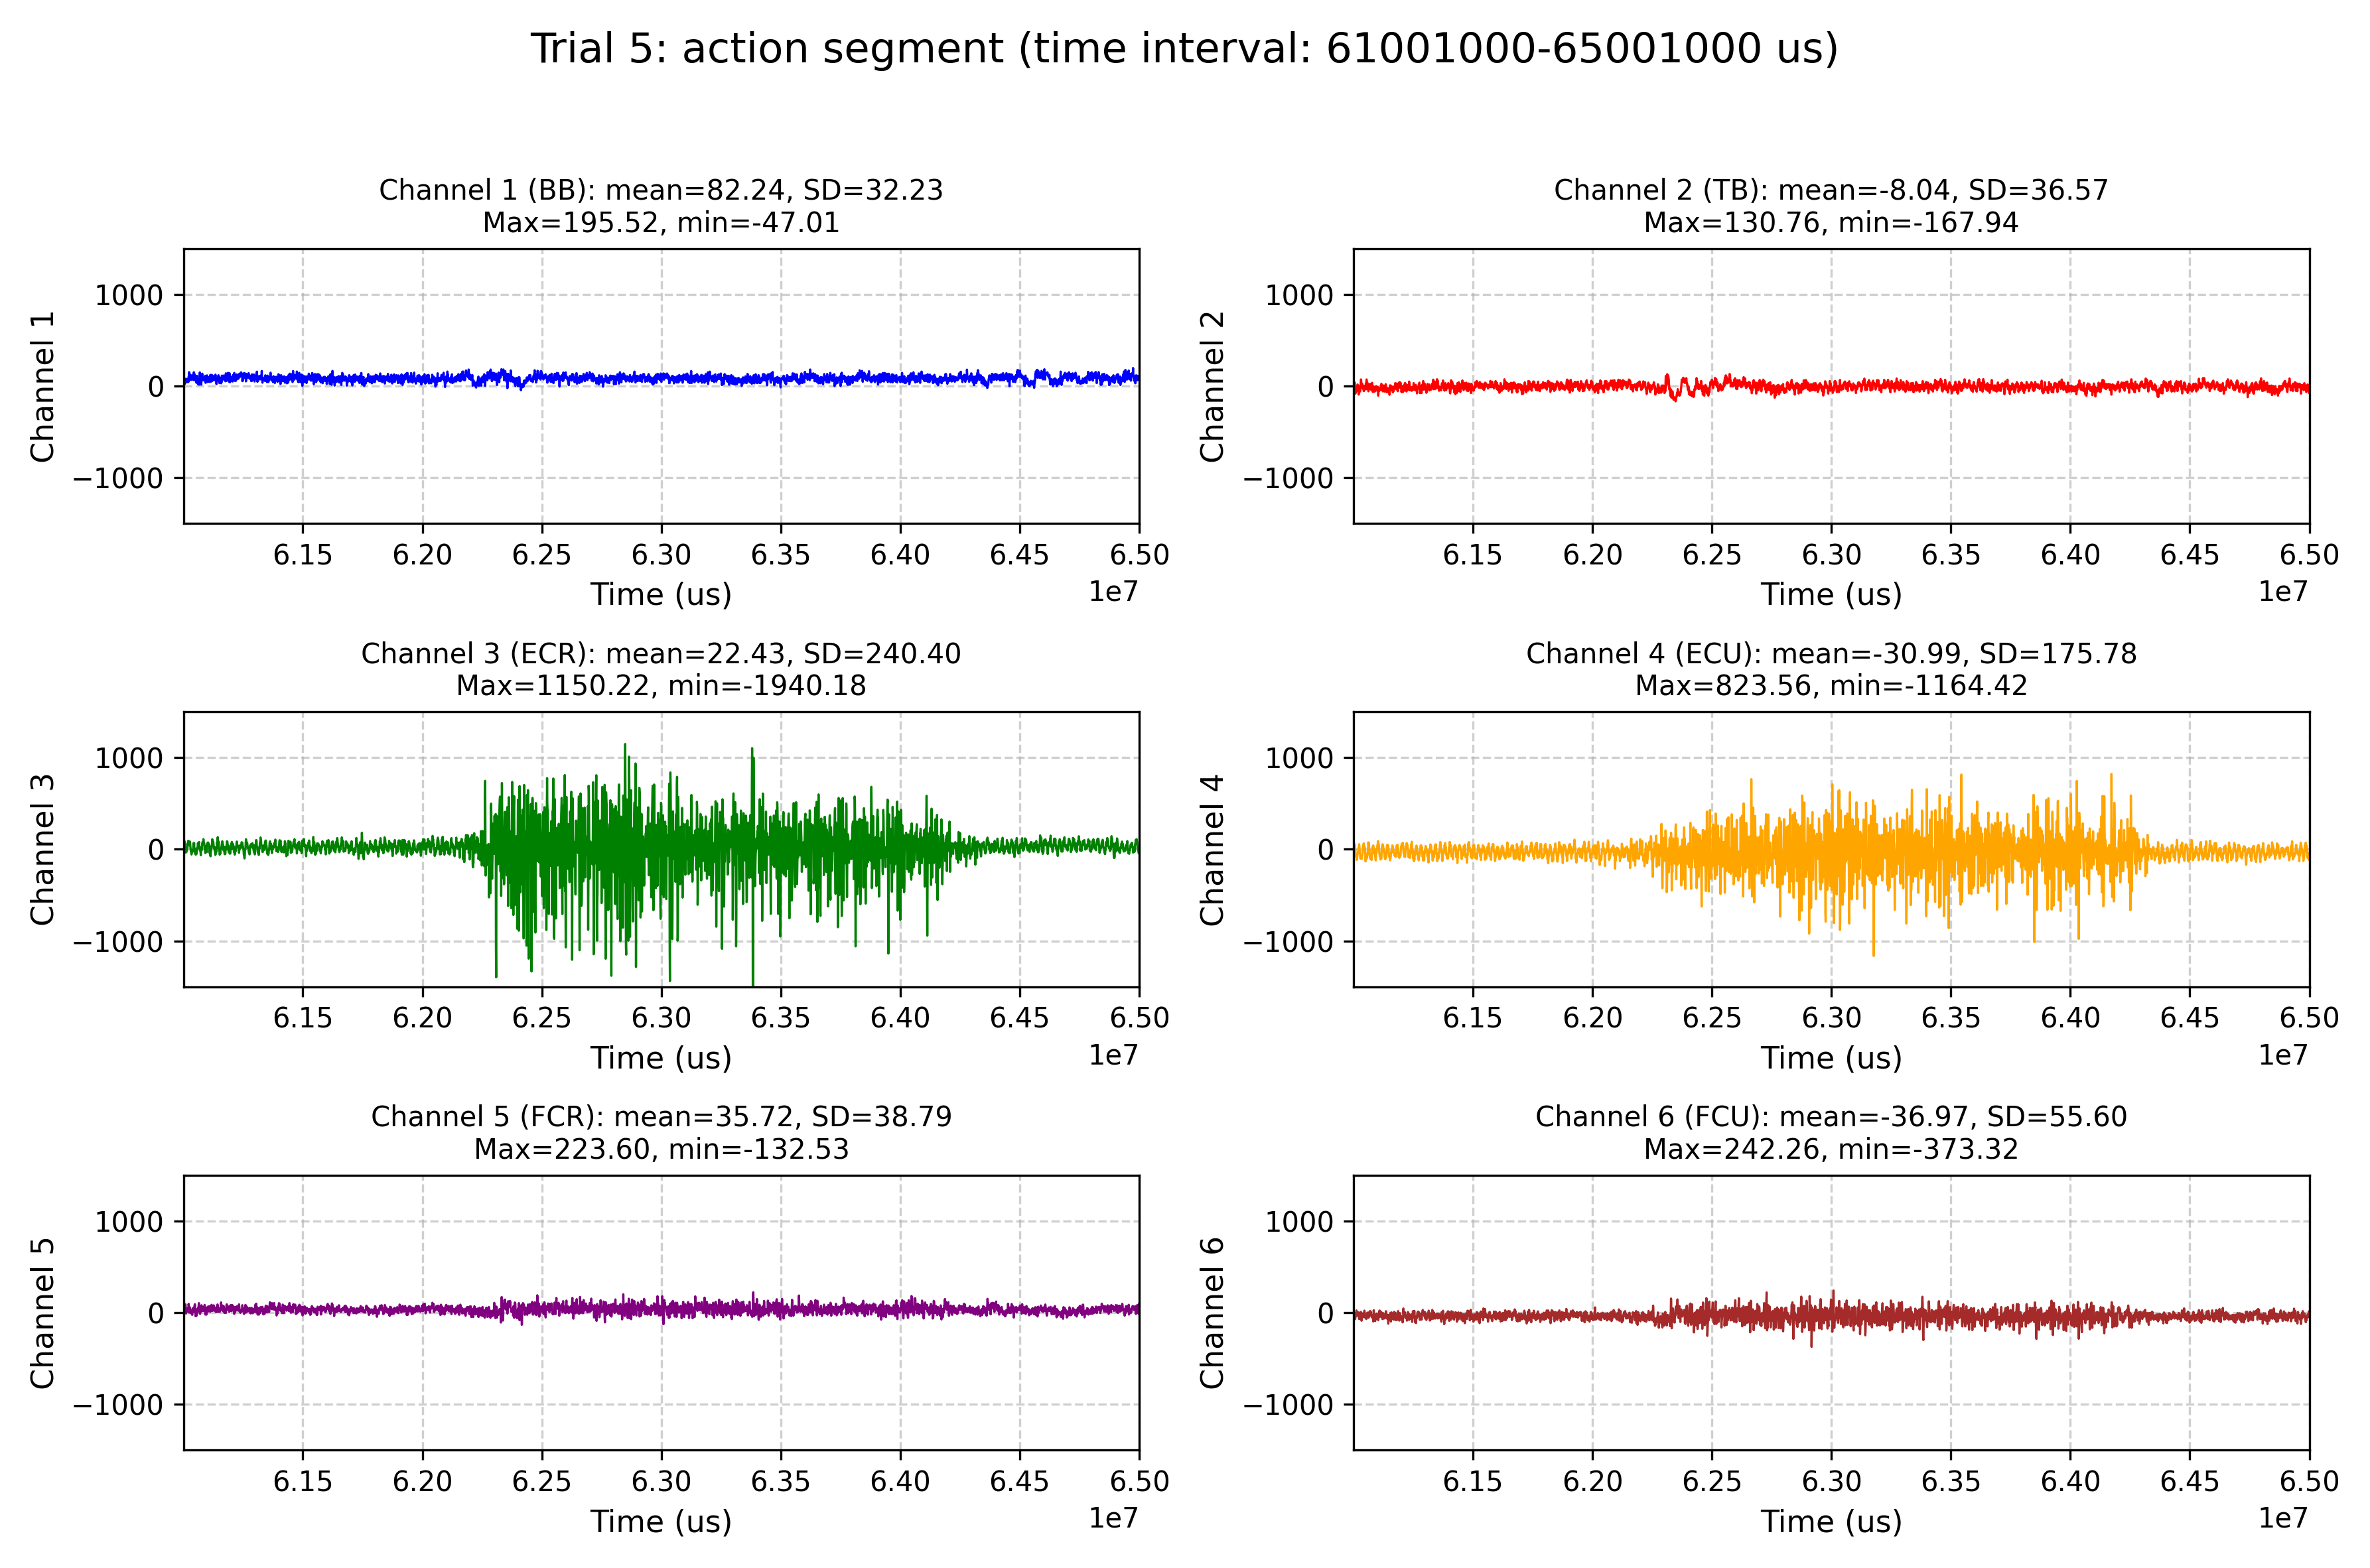 Trial 5: action segment (time interval: 61001000-65001000 us)
Channel 1 (BB): mean=82.24, SD=32.23
Max=195.52, min=-47.01
Channel 1
1000
0
−1000
6.15 6.20 6.25 6.30 6.35 6.40 6.45 6.50
Time (us)
1e7
Channel 2 (TB): mean=-8.04, SD=36.57
Max=130.76, min=-167.94
Channel 2
1000
0
−1000
6.15 6.20 6.25 6.30 6.35 6.40 6.45 6.50
Time (us)
1e7
Channel 3 (ECR): mean=22.43, SD=240.40
Max=1150.22, min=-1940.18
Channel 3
1000
0
−1000
6.15 6.20 6.25 6.30 6.35 6.40 6.45 6.50
Time (us)
1e7
Channel 4 (ECU): mean=-30.99, SD=175.78
Max=823.56, min=-1164.42
Channel 4
1000
0
−1000
6.15 6.20 6.25 6.30 6.35 6.40 6.45 6.50
Time (us)
1e7
Channel 5 (FCR): mean=35.72, SD=38.79
Max=223.60, min=-132.53
Channel 5
1000
0
−1000
6.15 6.20 6.25 6.30 6.35 6.40 6.45 6.50
Time (us)
1e7
Channel 6 (FCU): mean=-36.97, SD=55.60
Max=242.26, min=-373.32
Channel 6
1000
0
−1000
6.15 6.20 6.25 6.30 6.35 6.40 6.45 6.50
Time (us)
1e7